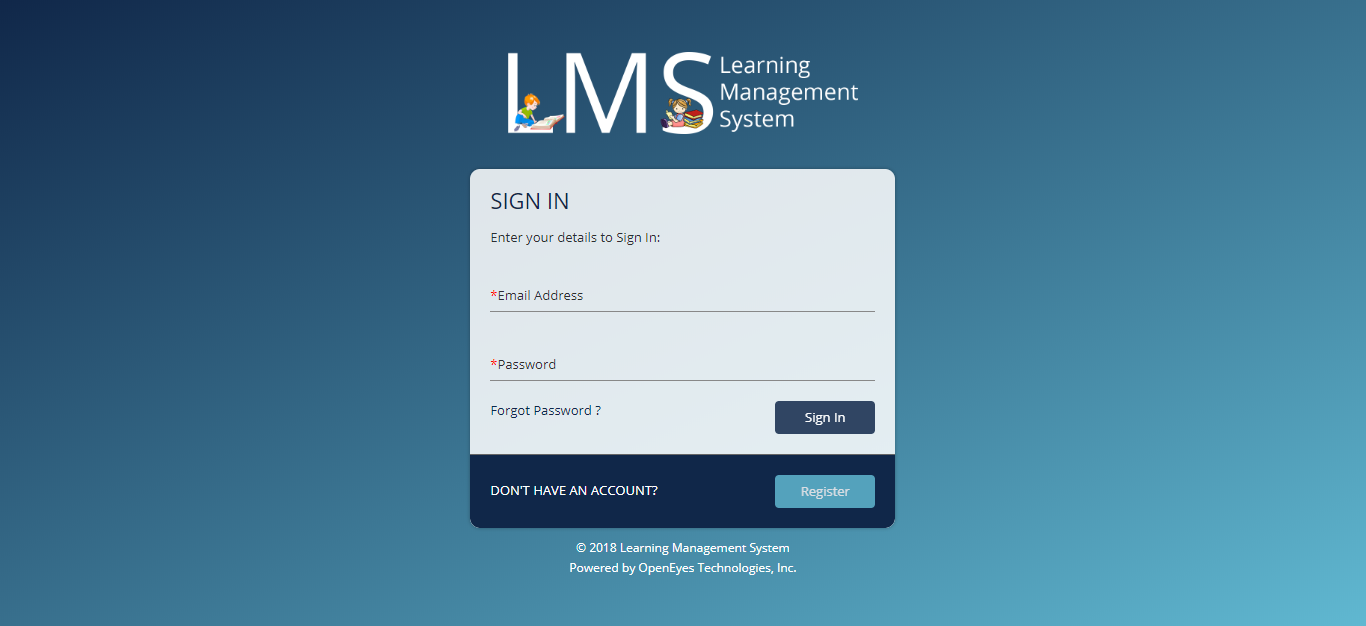 LMS
Learning
Management
System
SIGN IN
Enter your details to Sign In:
*Email Address
*Password
Forgot Password ?
Sign In
DON'T HAVE AN ACCOUNT?
Register
© 2018 Learning Management System
Powered by OpenEyes Technologies, Inc.